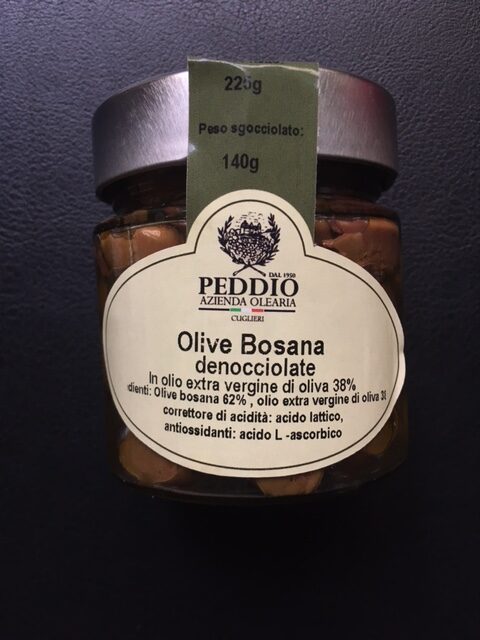 225g
Peso sgocciolato:
140g
DAL 1950
PEDDIO
AZIENDA OLEARIA
CUGLIERI
Olive Bosana
denocciolate
In olio extra vergine di oliva 38%
dienti: Olive bosana 62% , olio extra vergine di oliva 38
correttore di acidità: acido lattico,
antiossidanti: acido L -ascorbico